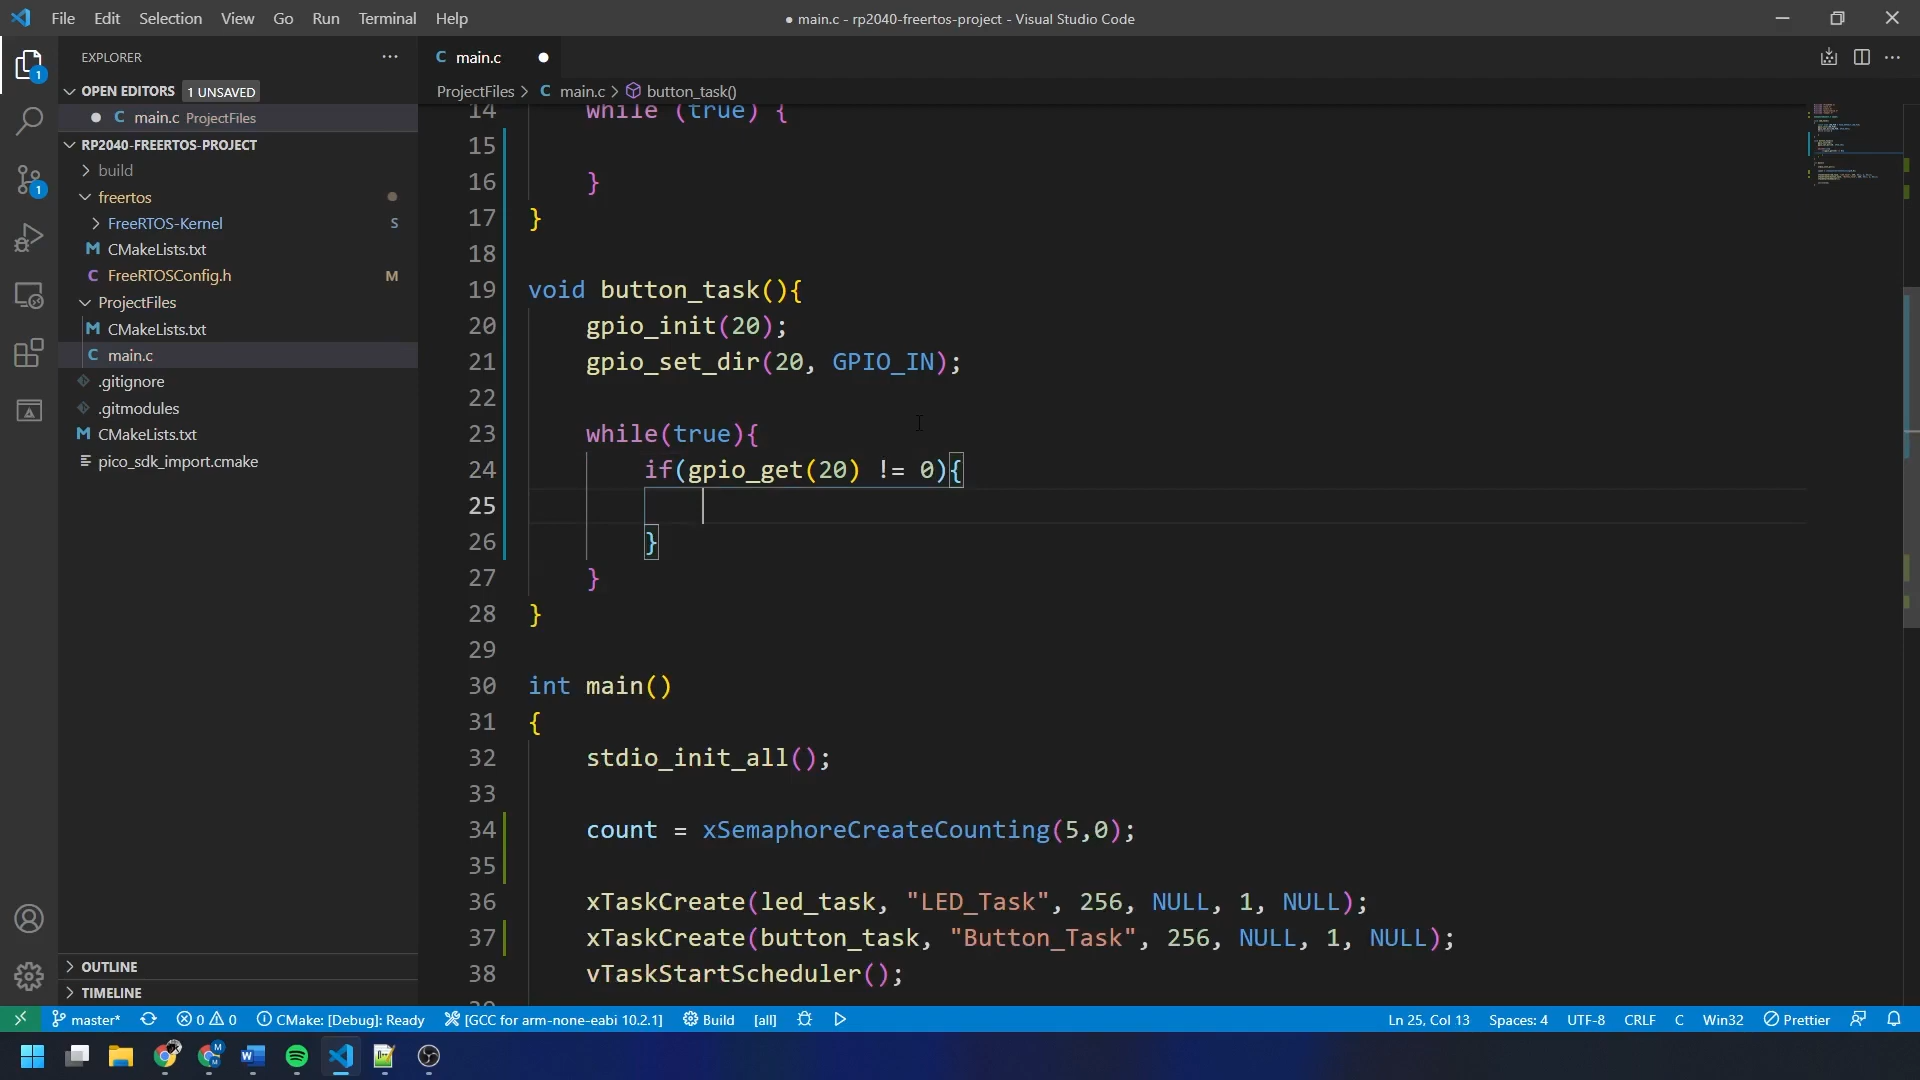 File Edit Selection View Go Run Terminal Help
● main.c - rp2040-freertos-project - Visual Studio Code
EXPLORER
OPEN EDITORS 1 UNSAVED
main.c ProjectFiles
RP2040-FREERTOS-PROJECT
build
freertos
FreeRTOS-Kernel S
CMakeLists.txt
FreeRTOSConfig.h M
ProjectFiles
CMakeLists.txt
main.c
.gitignore
.gitmodules
CMakeLists.txt
pico_sdk_import.cmake
OUTLINE
TIMELINE
main.c
ProjectFiles > C main.c > button_task()
14 while (true) {
15
16 }
17 }
18
19 void button_task(){
20 gpio_init(20);
21 gpio_set_dir(20, GPIO_IN);
22
23 while(true){
24 if(gpio_get(20) != 0){
25
26 }
27 }
28 }
29
30 int main()
31 {
32 stdio_init_all();
33
34 count = xSemaphoreCreateCounting(5,0);
35
36 xTaskCreate(led_task, "LED_Task", 256, NULL, 1, NULL);
37 xTaskCreate(button_task, "Button_Task", 256, NULL, 1, NULL);
38 vTaskStartScheduler();
master* 0 0 CMake: [Debug]: Ready [GCC for arm-none-eabi 10.2.1] Build [all] Ln 25, Col 13 Spaces: 4 UTF-8 CRLF C Win32 Prettier